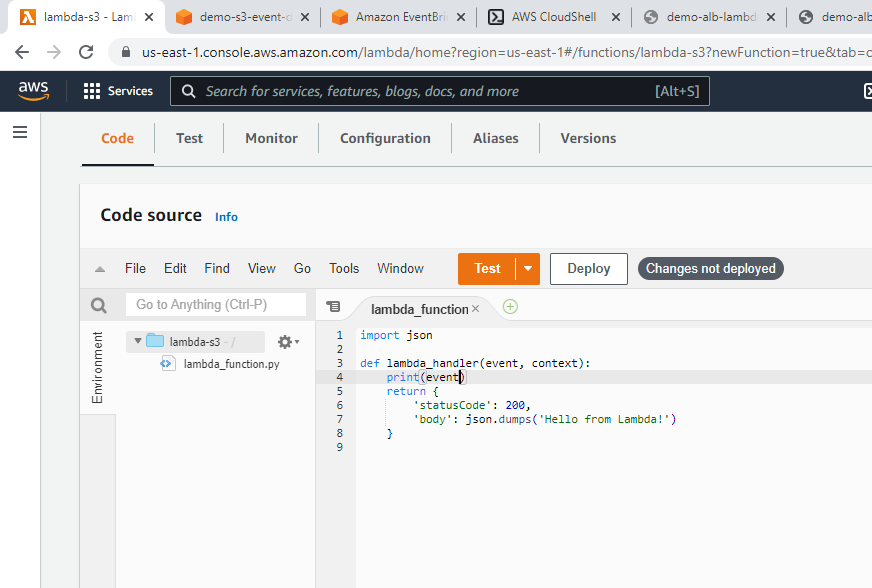 lambda-s3 - Lam
demo-s3-event-
Amazon EventBri
AWS CloudShell
demo-alb-lambd
demo-alb
us-east-1.console.aws.amazon.com/lambda/home?region=us-east-1#/functions/lambda-s3?newFunction=true&tab=c
aws
Services
Search for services, features, blogs, docs, and more
[Alt+S]
Code
Test
Monitor
Configuration
Aliases
Versions
Code source Info
File Edit Find View Go Tools Window
Test
Deploy
Changes not deployed
Go to Anything (Ctrl-P)
lambda_function
Environment
lambda-s3 - /
lambda_function.py
1 import json
2
3 def lambda_handler(event, context):
4 print(event)
5 return {
6 'statusCode': 200,
7 'body': json.dumps('Hello from Lambda!')
8 }
9